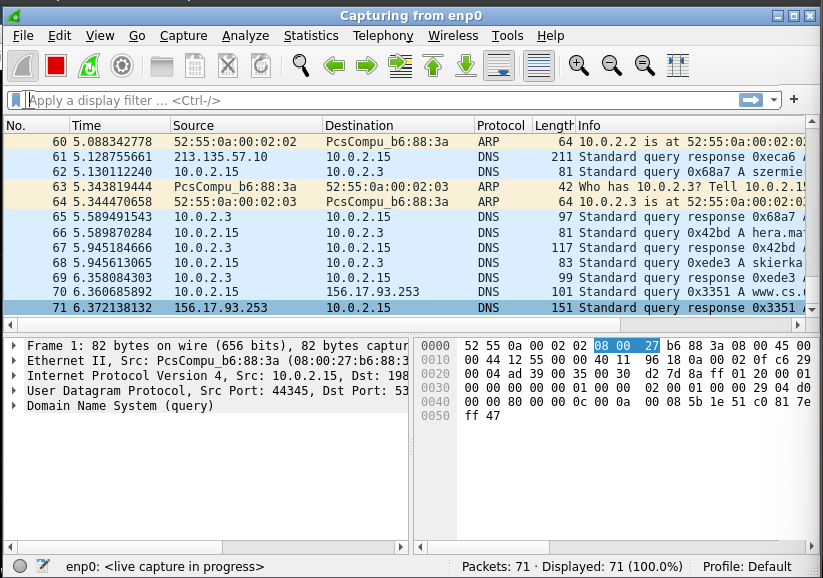 Capturing from enp0
File Edit View Go Capture Analyze Statistics Telephony Wireless Tools Help
Apply a display filter … <Ctrl-/>
No. Time Source Destination Protocol Length Info
60 5.088342778 52:55:0a:00:02:02 PcsCompu_b6:88:3a ARP 64 10.0.2.2 is at 52:55:0a:00:02:02
61 5.128755661 213.135.57.10 10.0.2.15 DNS 211 Standard query response 0xeca6 A
62 5.130112240 10.0.2.15 10.0.2.3 DNS 81 Standard query 0x68a7 A szermie
63 5.343819444 PcsCompu_b6:88:3a 52:55:0a:00:02:03 ARP 42 Who has 10.0.2.3? Tell 10.0.2.15
64 5.344470658 52:55:0a:00:02:03 PcsCompu_b6:88:3a ARP 64 10.0.2.3 is at 52:55:0a:00:02:03
65 5.589491543 10.0.2.3 10.0.2.15 DNS 97 Standard query response 0x68a7
66 5.589870284 10.0.2.15 10.0.2.3 DNS 81 Standard query 0x42bd A hera.ma
67 5.945184666 10.0.2.3 10.0.2.15 DNS 117 Standard query response 0x42bd
68 5.945613065 10.0.2.15 10.0.2.3 DNS 83 Standard query 0xede3 A skierka
69 6.358084303 10.0.2.3 10.0.2.15 DNS 99 Standard query response 0xede3
70 6.360685892 10.0.2.15 156.17.93.253 DNS 101 Standard query 0x3351 A www.cs.
71 6.372138132 156.17.93.253 10.0.2.15 DNS 151 Standard query response 0x3351
Frame 1: 82 bytes on wire (656 bits), 82 bytes captur
Ethernet II, Src: PcsCompu_b6:88:3a (08:00:27:b6:88:3
Internet Protocol Version 4, Src: 10.0.2.15, Dst: 198
User Datagram Protocol, Src Port: 44345, Dst Port: 53
Domain Name System (query)
0000 52 55 0a 00 02 02 08 00 27 b6 88 3a 08 00 45 00
0010 00 44 12 55 00 00 40 11 96 18 0a 00 02 0f c6 29
0020 00 04 ad 39 00 35 00 30 d2 7d 8a ff 01 20 00 01
0030 00 00 00 00 00 01 00 00 02 00 01 00 00 29 04 d0
0040 00 00 80 00 00 0c 00 0a 00 08 5b 1e 51 c0 81 7e
0050 ff 47
enp0: <live capture in progress> Packets: 71 · Displayed: 71 (100.0%) Profile: Default